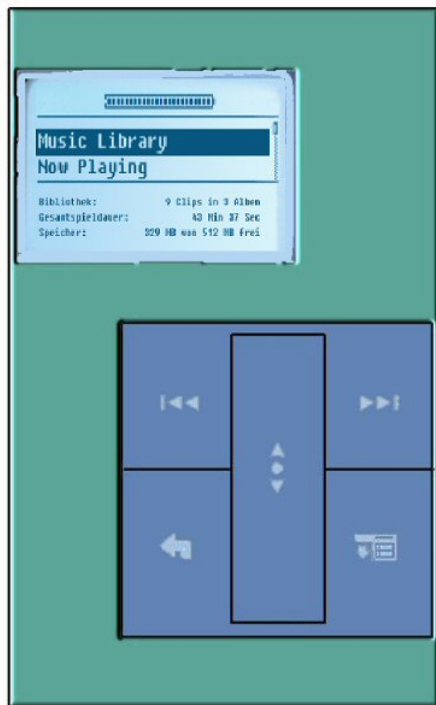 Music Library
Now Playing
Bibliothek: 9 Clips in 3 Alben
Gesamtspieldauer: 43 Min 37 Sec
Speicher: 329 MB von 512 MB frei